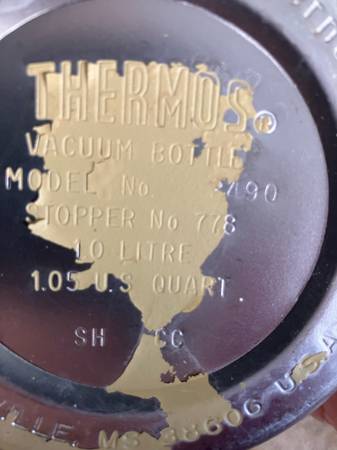 THERMOS®
VACUUM BOTTLE
MODEL No. 2490
STOPPER No 778
1.0 LITRE
1.05 U.S QUART
SH CC
VILLE, MS 38606 U.S.A